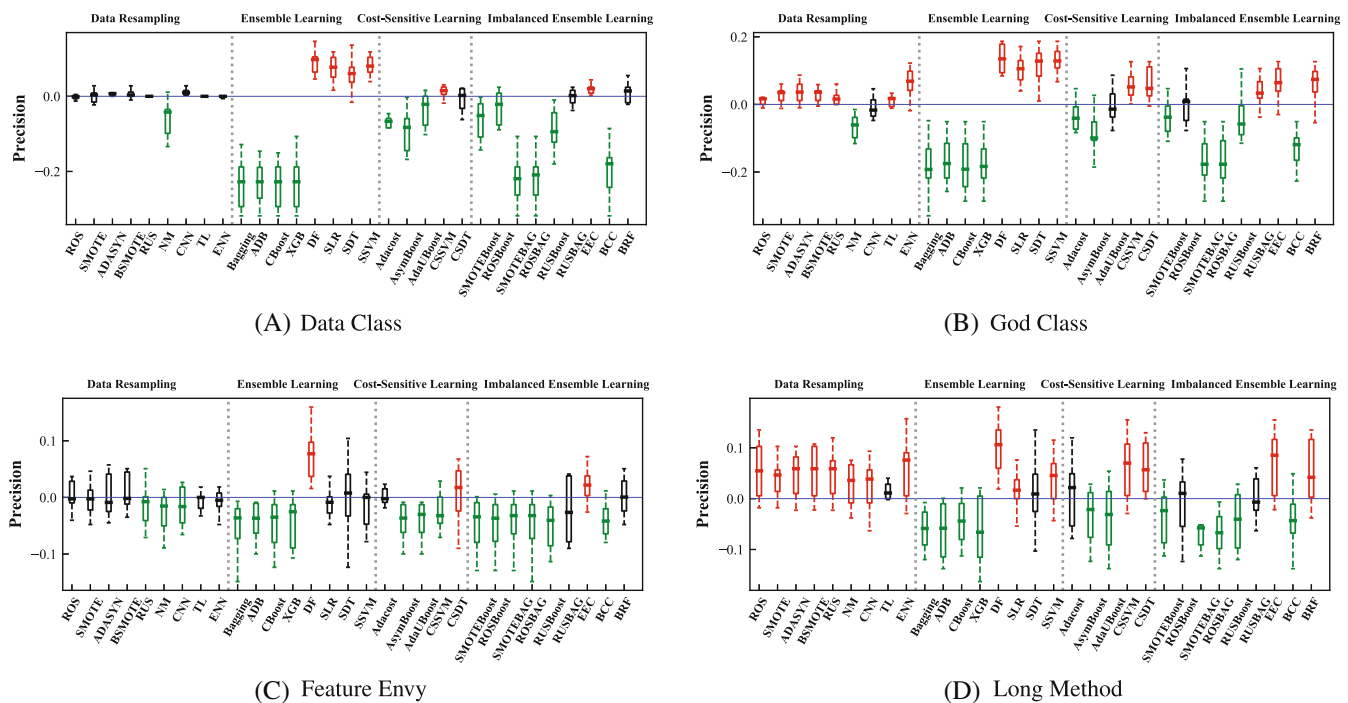 Data Resampling Ensemble Learning Cost-Sensitive Learning Imbalanced Ensemble Learning
Precision
0.0
−0.2
ROS SMOTE ADASYN BSMOTE RUS NM CNN TL ENN Bagging ADB CBoost XGB DF SLR SDT SSVM Adacost AsymBoost AdaUBoost CSSVM CSDT SMOTEBoost ROSBoost SMOTEBAG ROSBAG RUSBoost RUSBAG EEC BCC BRF
(A) Data Class
Data Resampling Ensemble Learning Cost-Sensitive Learning Imbalanced Ensemble Learning
Precision
0.2
0.0
−0.2
ROS SMOTE ADASYN BSMOTE RUS NM CNN TL ENN Bagging ADB CBoost XGB DF SLR SDT SSVM Adacost AsymBoost AdaUBoost CSSVM CSDT SMOTEBoost ROSBoost SMOTEBAG ROSBAG RUSBoost RUSBAG EEC BCC BRF
(B) God Class
Data Resampling Ensemble Learning Cost-Sensitive Learning Imbalanced Ensemble Learning
Precision
0.1
0.0
−0.1
ROS SMOTE ADASYN BSMOTE RUS NM CNN TL ENN Bagging ADB CBoost XGB DF SLR SDT SSVM Adacost AsymBoost AdaUBoost CSSVM CSDT SMOTEBoost ROSBoost SMOTEBAG ROSBAG RUSBoost RUSBAG EEC BCC BRF
(C) Feature Envy
Data Resampling Ensemble Learning Cost-Sensitive Learning Imbalanced Ensemble Learning
Precision
0.1
0.0
−0.1
ROS SMOTE ADASYN BSMOTE RUS NM CNN TL ENN Bagging ADB CBoost XGB DF SLR SDT SSVM Adacost AsymBoost AdaUBoost CSSVM CSDT SMOTEBoost ROSBoost SMOTEBAG ROSBAG RUSBoost RUSBAG EEC BCC BRF
(D) Long Method